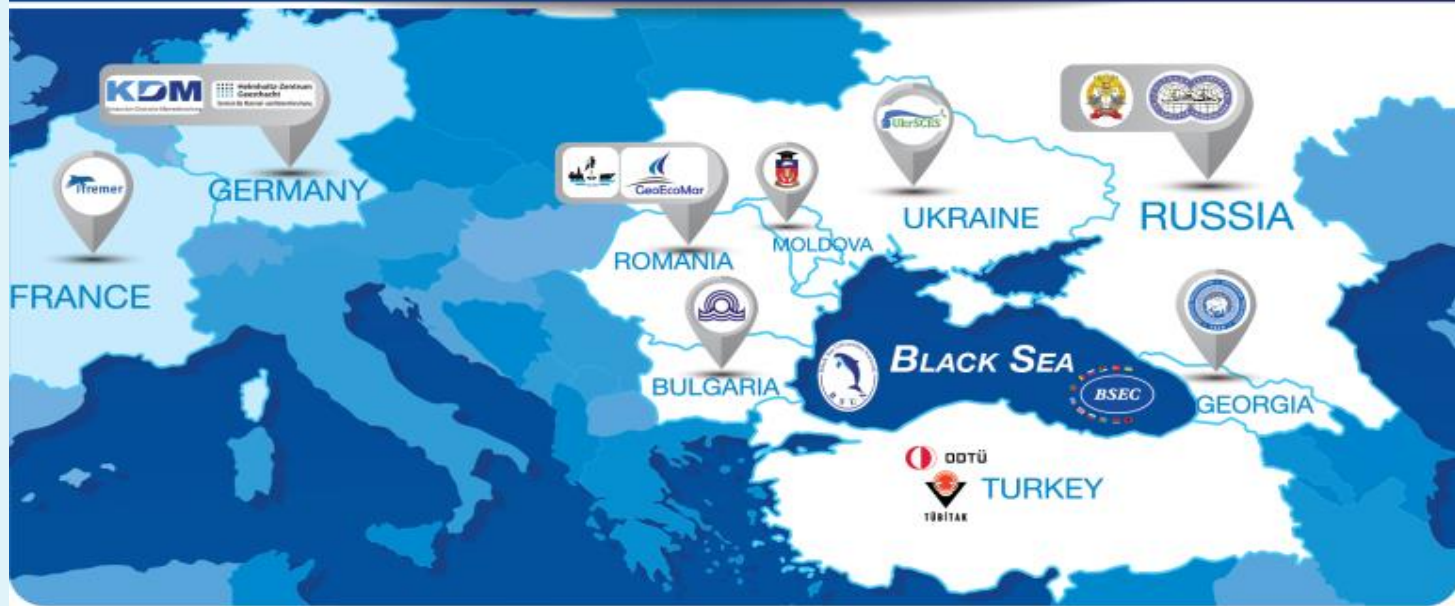 KDM
Helmholtz-Zentrum
Geesthacht
Ifremer
GERMANY
FRANCE
GeoEcoMar
ROMANIA
MOLDOVA
UkrSCES
UKRAINE
RUSSIA
BULGARIA
BLACK SEA
BSEC
GEORGIA
ODTÜ
TÜBİTAK
TURKEY